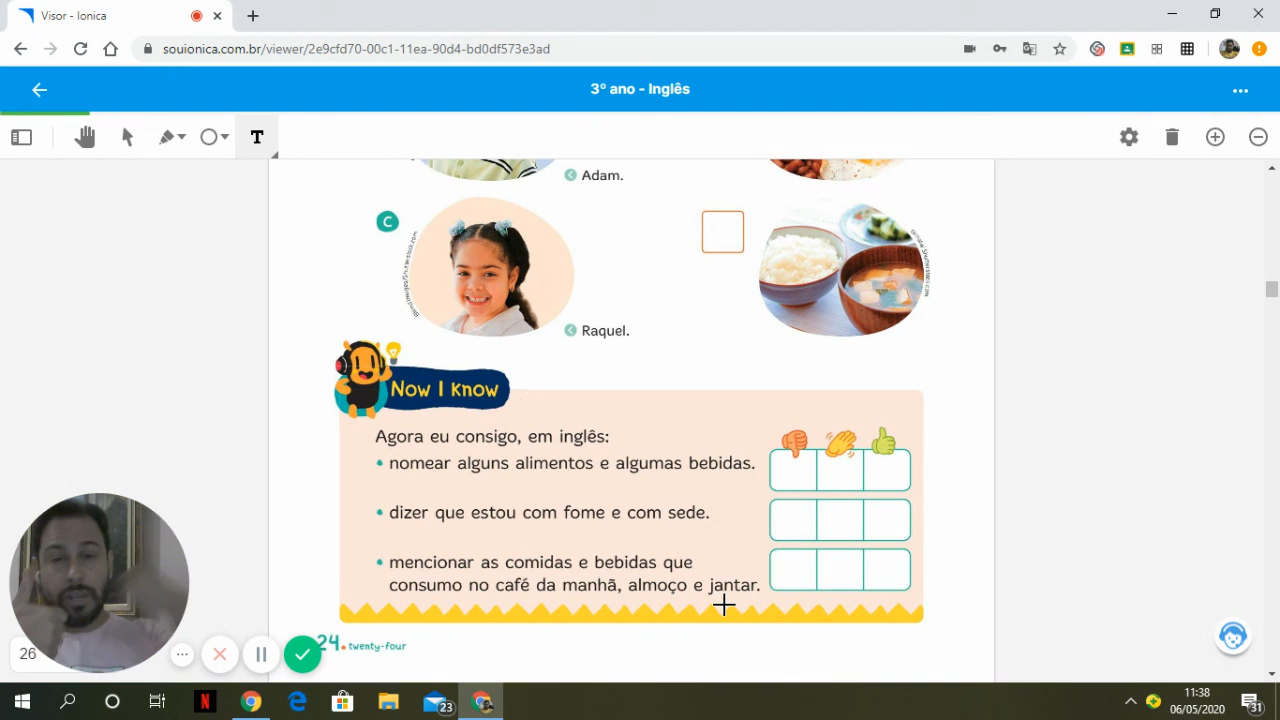 Visor - Ionica
souionica.com.br/viewer/2e9cfd70-00c1-11ea-90d4-bd0df573e3ad
3º ano - Inglês
T
Adam.
C
Raquel.
Now I Know
Agora eu consigo, em inglês:
• nomear alguns alimentos e algumas bebidas.
• dizer que estou com fome e com sede.
• mencionar as comidas e bebidas que
consumo no café da manhã, almoço e jantar.
24 • twenty-four
26
N
23
11:38
06/05/2020
31